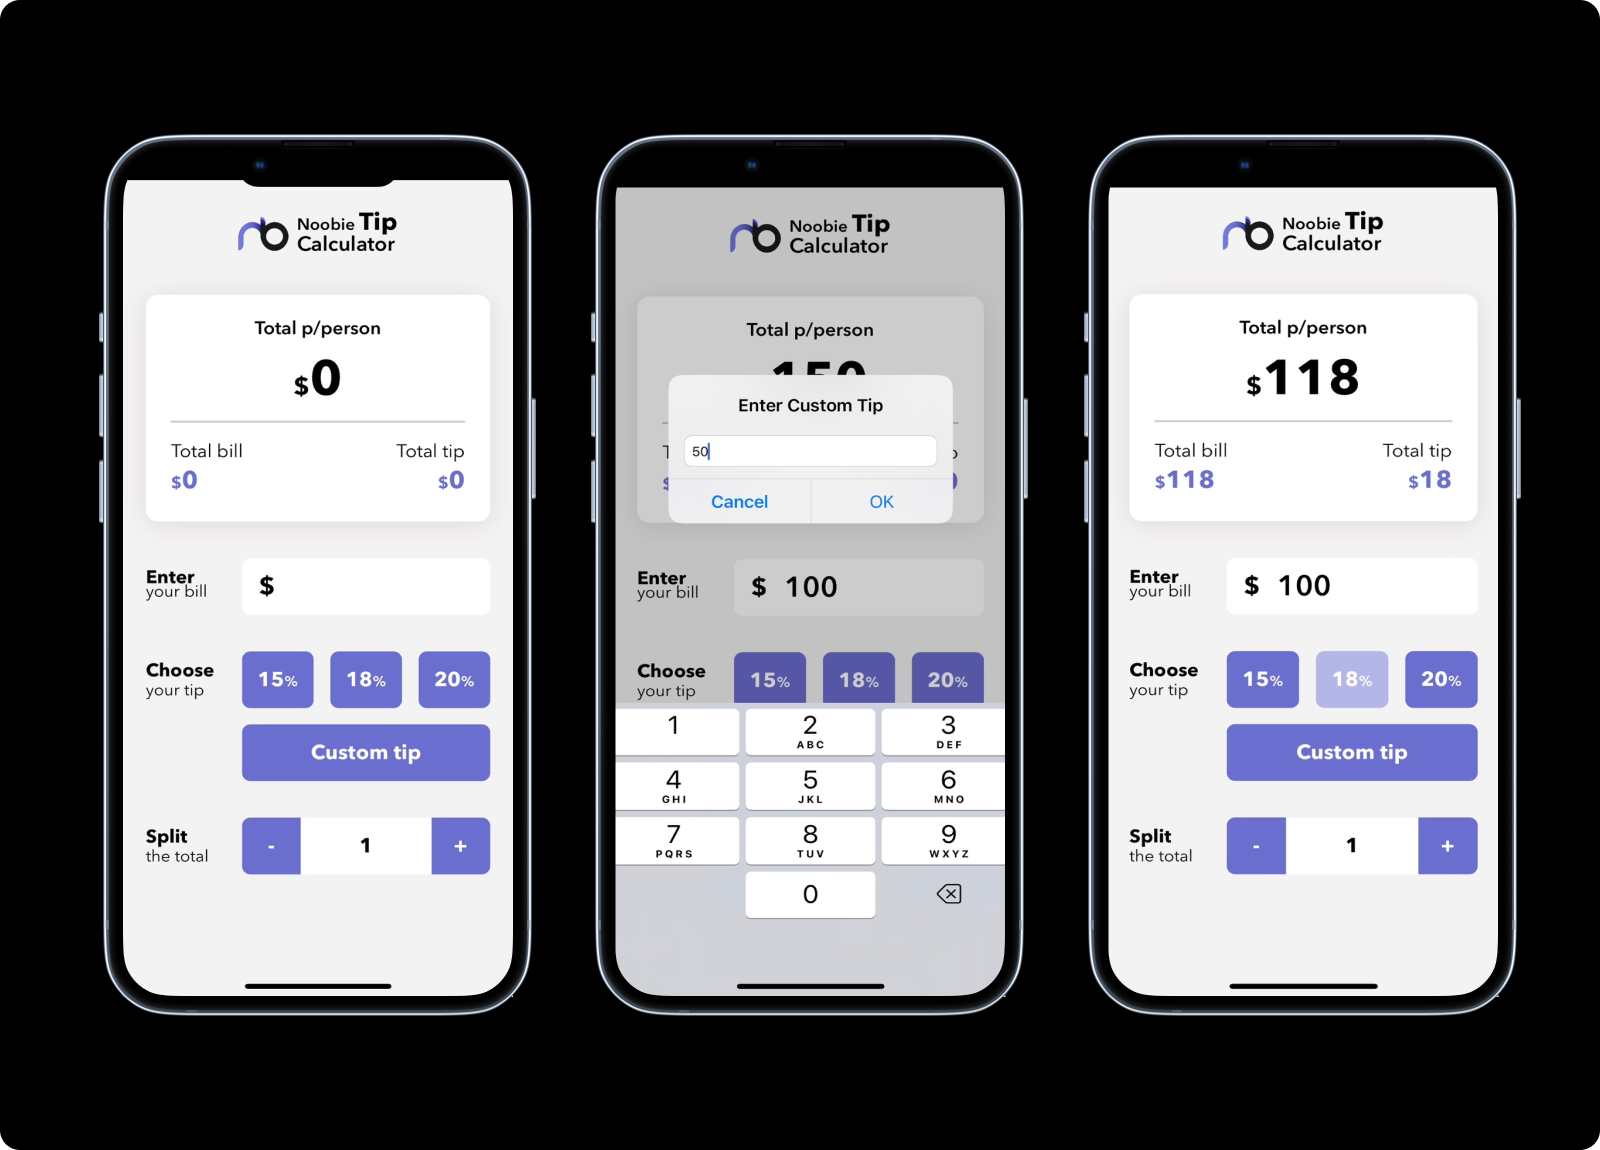 Noobie Tip
Calculator
Total p/person
$0
Total bill
Total tip
$0
$0
Enter
your bill
$
Choose
your tip
15%
18%
20%
Custom tip
Split
the total
-
1
+
Noobie Tip
Calculator
Total p/person
150
Enter Custom Tip
50
Cancel
OK
Enter
your bill
$ 100
Choose
your tip
15%
18%
20%
1
2
ABC
3
DEF
4
GHI
5
JKL
6
MNO
7
PQRS
8
TUV
9
WXYZ
0
Noobie Tip
Calculator
Total p/person
$118
Total bill
Total tip
$118
$18
Enter
your bill
$ 100
Choose
your tip
15%
18%
20%
Custom tip
Split
the total
-
1
+